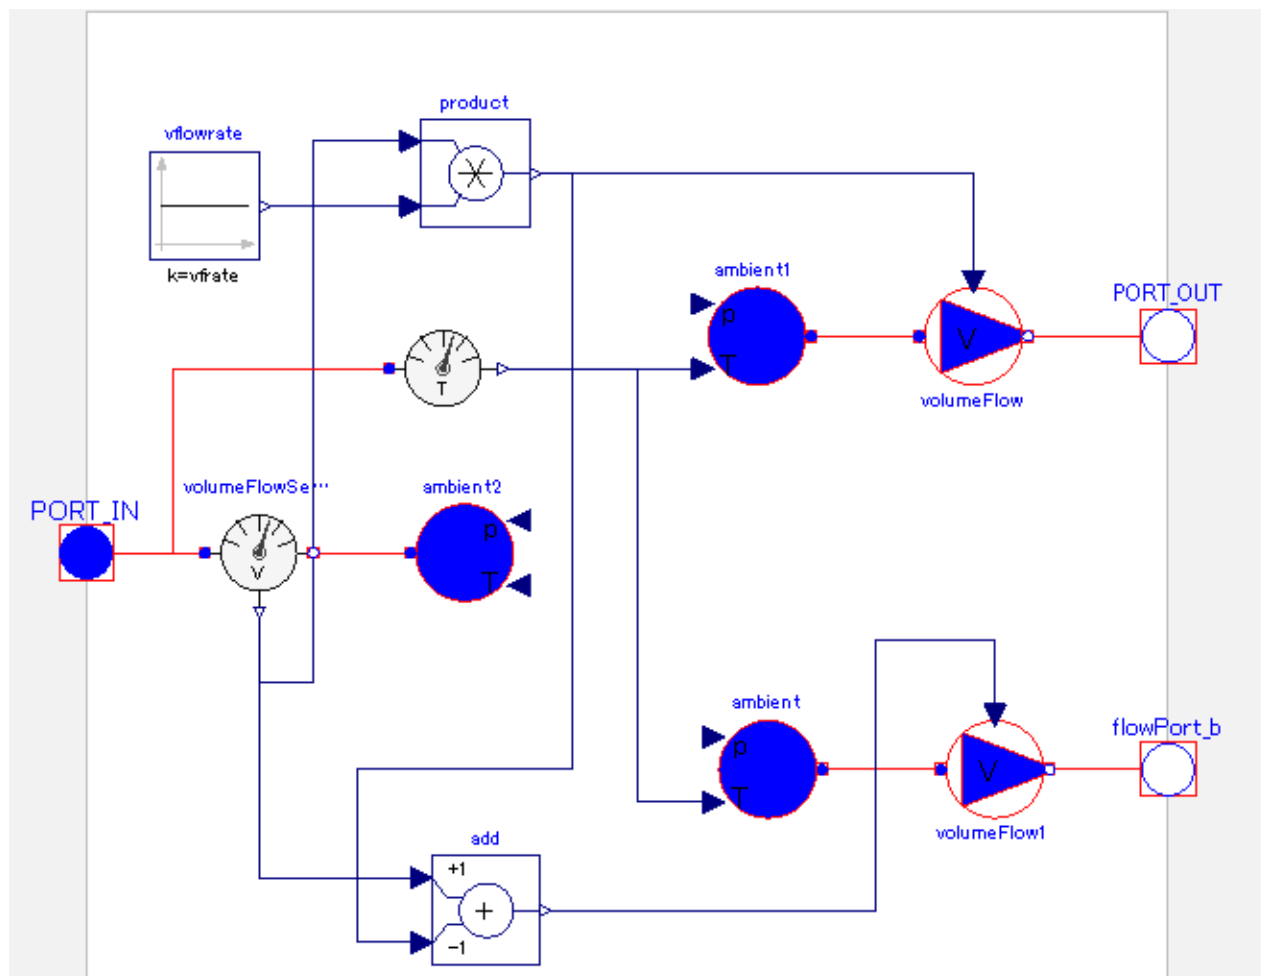 product
vflowrate
k=vfrate
ambient1
p
T
V
PORT_OUT
volumeFlow
T
volumeFlowSe…
ambient2
PORT_IN
p
T
V
ambient
p
T
V
flowPort_b
volumeFlow1
add
+1
+
-1